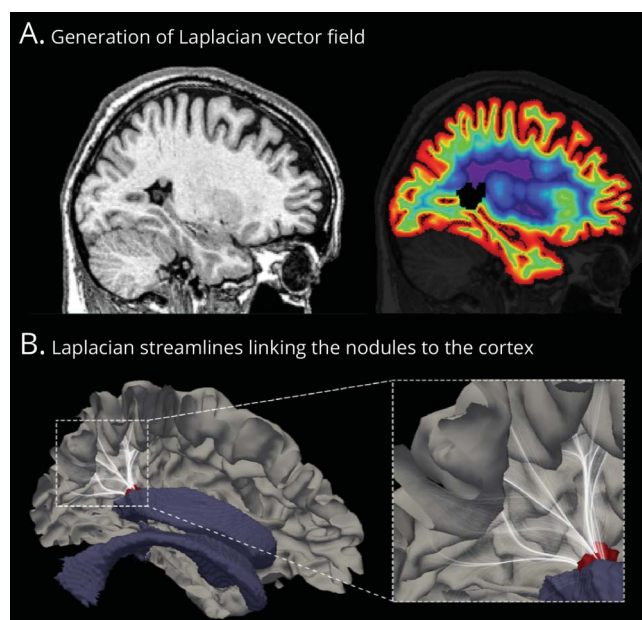 A. Generation of Laplacian vector field
B. Laplacian streamlines linking the nodules to the cortex